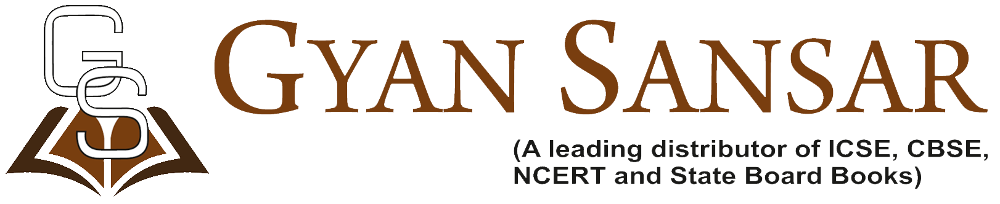 GS
GYAN SANSAR
(A leading distributor of ICSE, CBSE,
NCERT and State Board Books)